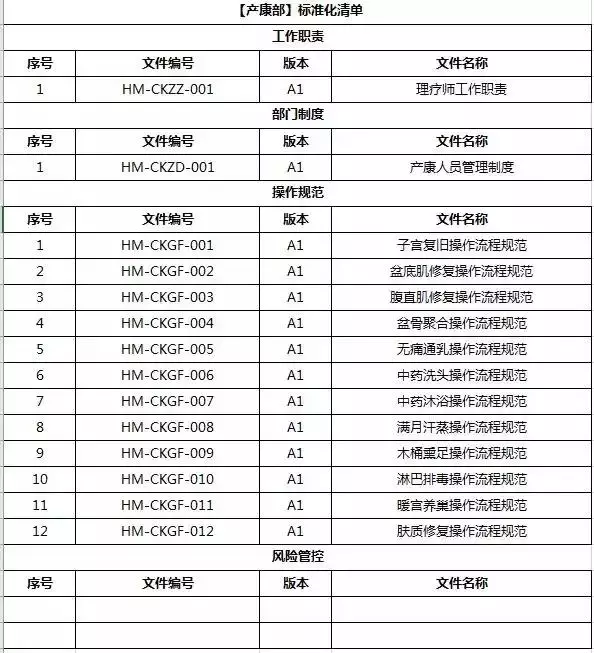 【产康部】标准化清单
工作职责
序号 文件编号 版本 文件名称
1 HM-CKZZ-001 A1 理疗师工作职责
部门制度
序号 文件编号 版本 文件名称
1 HM-CKZD-001 A1 产康人员管理制度
操作规范
序号 文件编号 版本 文件名称
1 HM-CKGF-001 A1 子宫复旧操作流程规范
2 HM-CKGF-002 A1 盆底肌修复操作流程规范
3 HM-CKGF-003 A1 腹直肌修复操作流程规范
4 HM-CKGF-004 A1 盆骨聚合操作流程规范
5 HM-CKGF-005 A1 无痛通乳操作流程规范
6 HM-CKGF-006 A1 中药洗头操作流程规范
7 HM-CKGF-007 A1 中药沐浴操作流程规范
8 HM-CKGF-008 A1 满月汗蒸操作流程规范
9 HM-CKGF-009 A1 木桶熏足操作流程规范
10 HM-CKGF-010 A1 淋巴排毒操作流程规范
11 HM-CKGF-011 A1 暖宫养巢操作流程规范
12 HM-CKGF-012 A1 肤质修复操作流程规范
风险管控
序号 文件编号 版本 文件名称